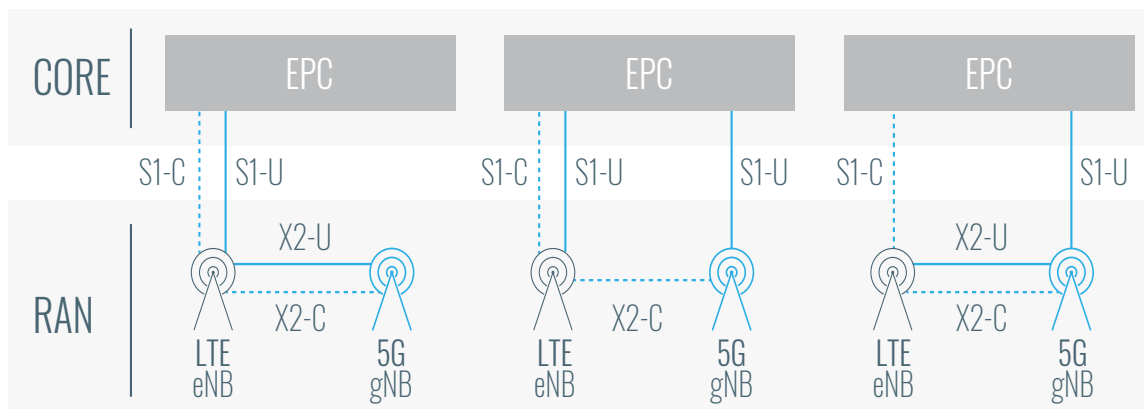 CORE
EPC
EPC
EPC
S1-C
S1-U
S1-C
S1-U
S1-U
S1-C
S1-U
RAN
X2-U
X2-C
LTE
eNB
5G
gNB
X2-C
LTE
eNB
5G
gNB
X2-U
X2-C
LTE
eNB
5G
gNB